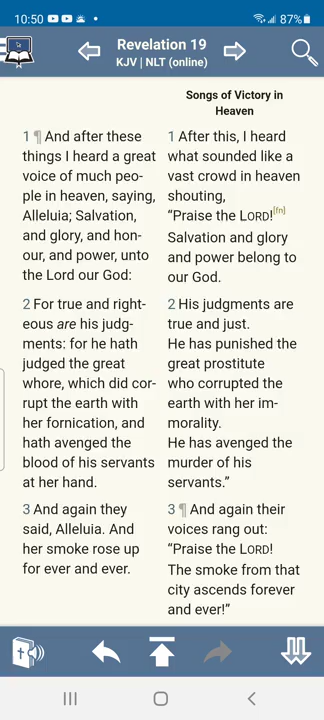 10:50
87%
Revelation 19
KJV | NLT (online)
1 ¶ And after these
things I heard a great
voice of much peo-
ple in heaven, saying,
Alleluia; Salvation,
and glory, and hon-
our, and power, unto
the Lord our God:
2 For true and right-
eous are his judg-
ments: for he hath
judged the great
whore, which did cor-
rupt the earth with
her fornication, and
hath avenged the
blood of his servants
at her hand.
3 And again they
said, Alleluia. And
her smoke rose up
for ever and ever.
Songs of Victory in
Heaven
1 After this, I heard
what sounded like a
vast crowd in heaven
shouting,
“Praise the LORD![fn]
Salvation and glory
and power belong to
our God.
2 His judgments are
true and just.
He has punished the
great prostitute
who corrupted the
earth with her im-
morality.
He has avenged the
murder of his
servants.”
3 ¶ And again their
voices rang out:
“Praise the LORD!
The smoke from that
city ascends forever
and ever!”